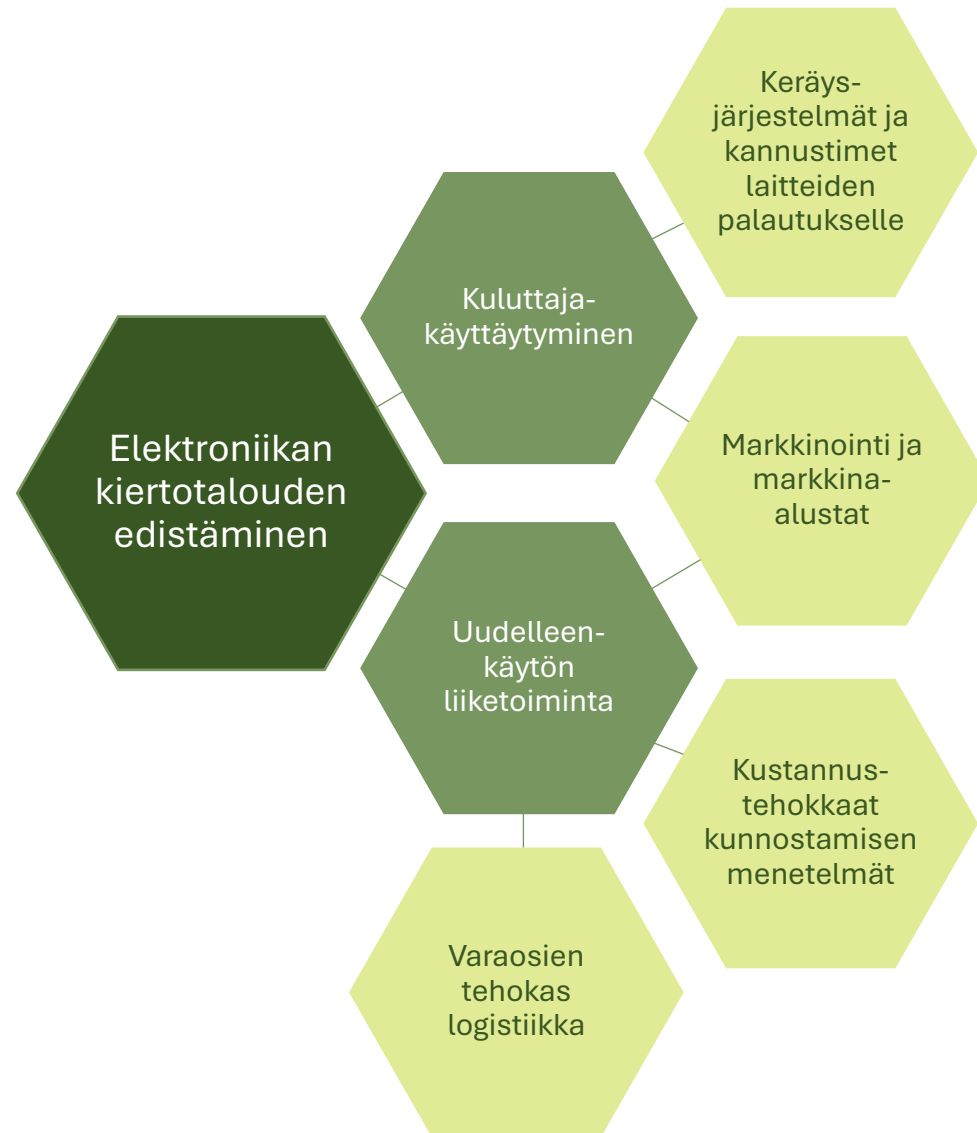 Elektroniikan
kiertotalouden
edistäminen
Kuluttaja-
käyttäytyminen
Uudelleen-
käytön
liiketoiminta
Keräys-
järjestelmät ja
kannustimet
laitteiden
palautukselle
Markkinointi ja
markkina-
alustat
Kustannus-
tehokkaat
kunnostamisen
menetelmät
Varaosien
tehokas
logistiikka